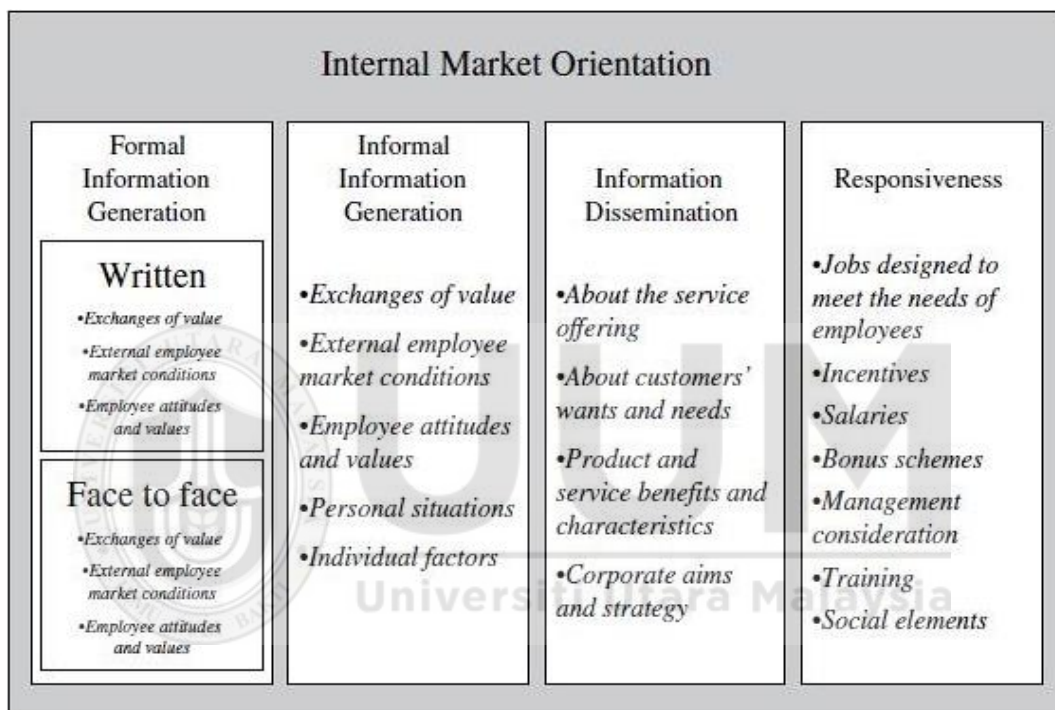 Internal Market Orientation
Formal
Information
Generation
Written
•Exchanges of value
•External employee
market conditions
•Employee attitudes
and values
Face to face
•Exchanges of value
•External employee
market conditions
•Employee attitudes
and values
Informal
Information
Generation
•Exchanges of value
•External employee
market conditions
•Employee attitudes
and values
•Personal situations
•Individual factors
Information
Dissemination
•About the service
offering
•About customers’
wants and needs
•Product and
service benefits and
characteristics
•Corporate aims
and strategy
Responsiveness
•Jobs designed to
meet the needs of
employees
•Incentives
•Salaries
•Bonus schemes
•Management
consideration
•Training
•Social elements
UUM
Universiti Utara Malaysia